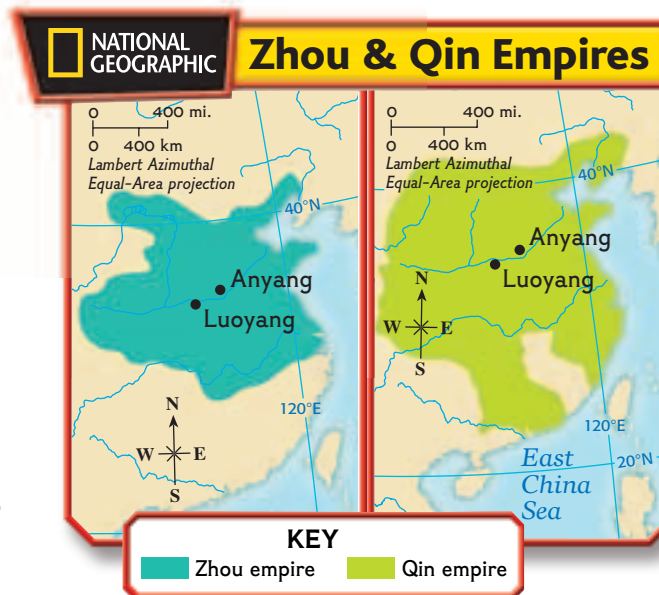 NATIONAL
GEOGRAPHIC
Zhou & Qin Empires
0 400 mi.
0 400 km
Lambert Azimuthal
Equal-Area projection
40°N
Anyang
Luoyang
120°E
N
W E
S
0 400 mi.
0 400 km
Lambert Azimuthal
Equal-Area projection
40°N
Anyang
Luoyang
N
W E
S
120°E
20°N
East
China
Sea
KEY
Zhou empire
Qin empire